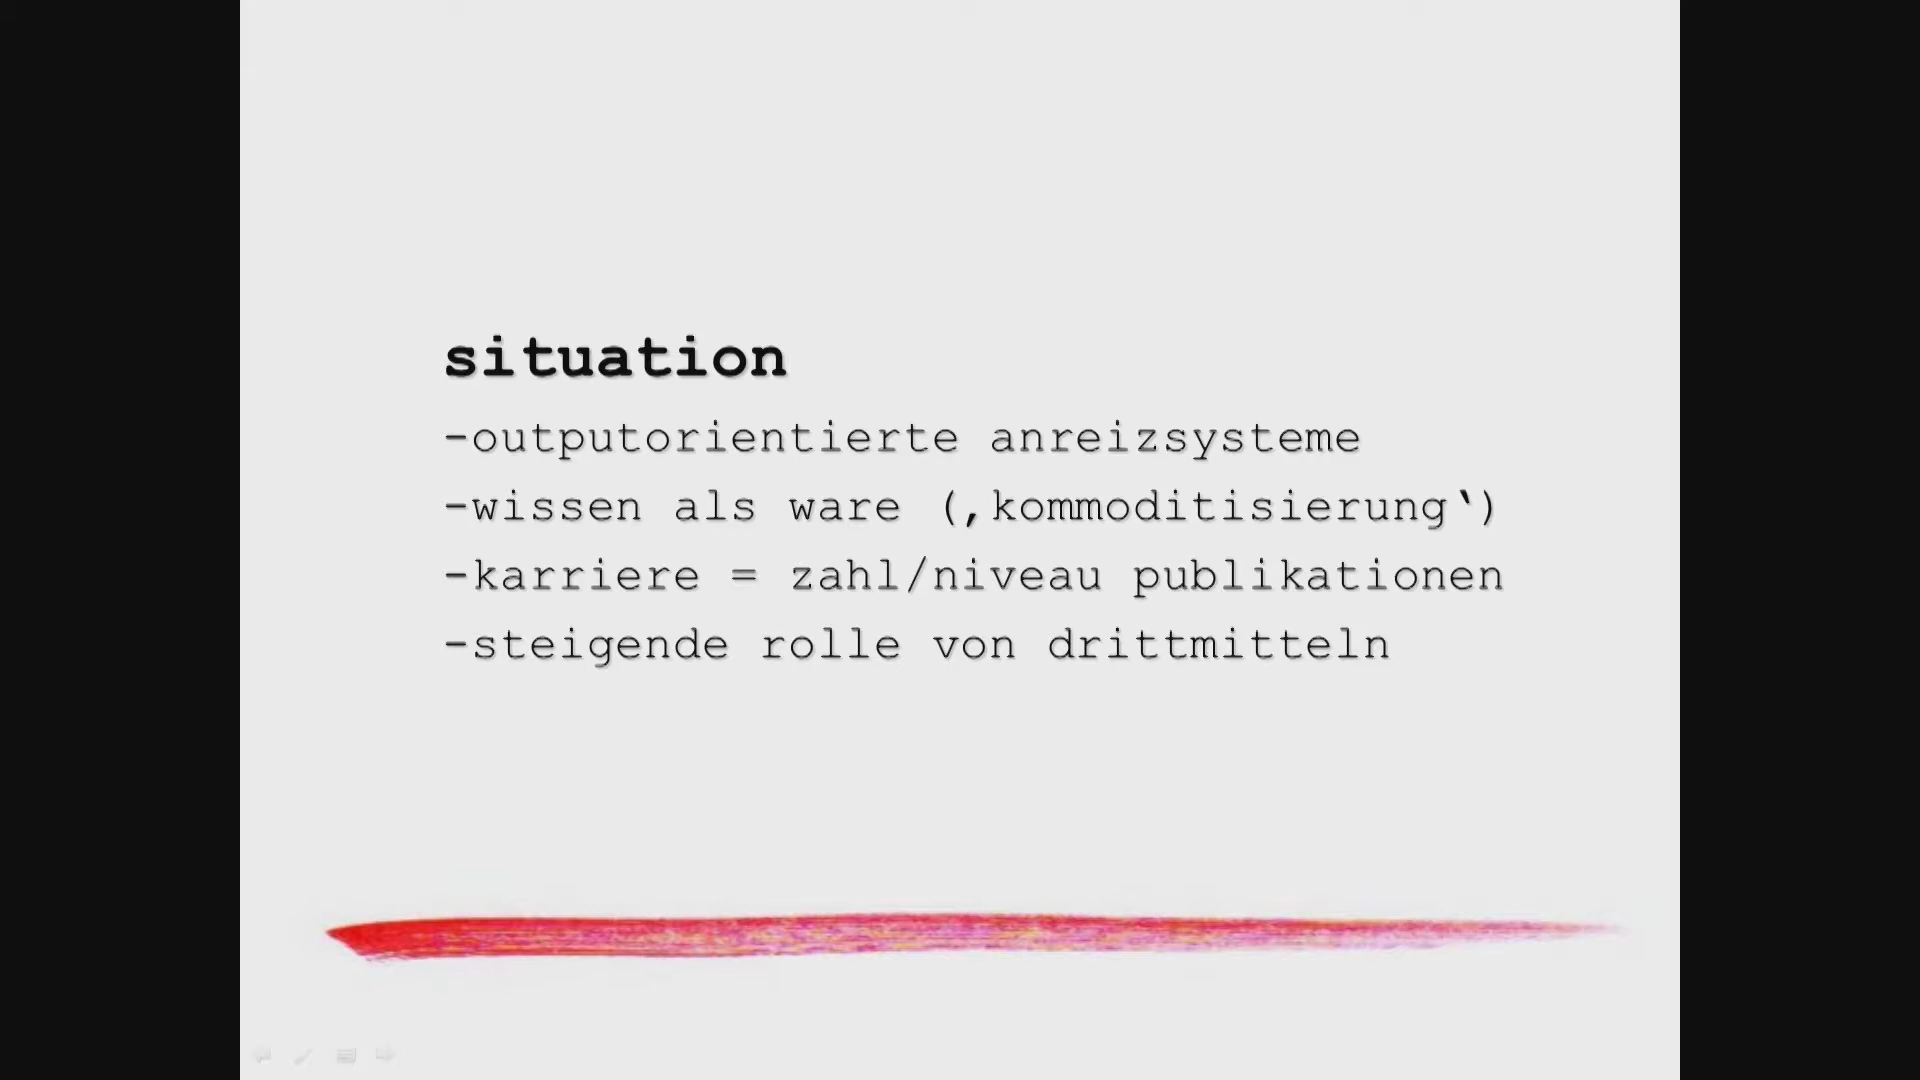 situation
-outputorientierte anreizsysteme
-wissen als ware (‚kommoditisierung‘)
-karriere = zahl/niveau publikationen
-steigende rolle von drittmitteln